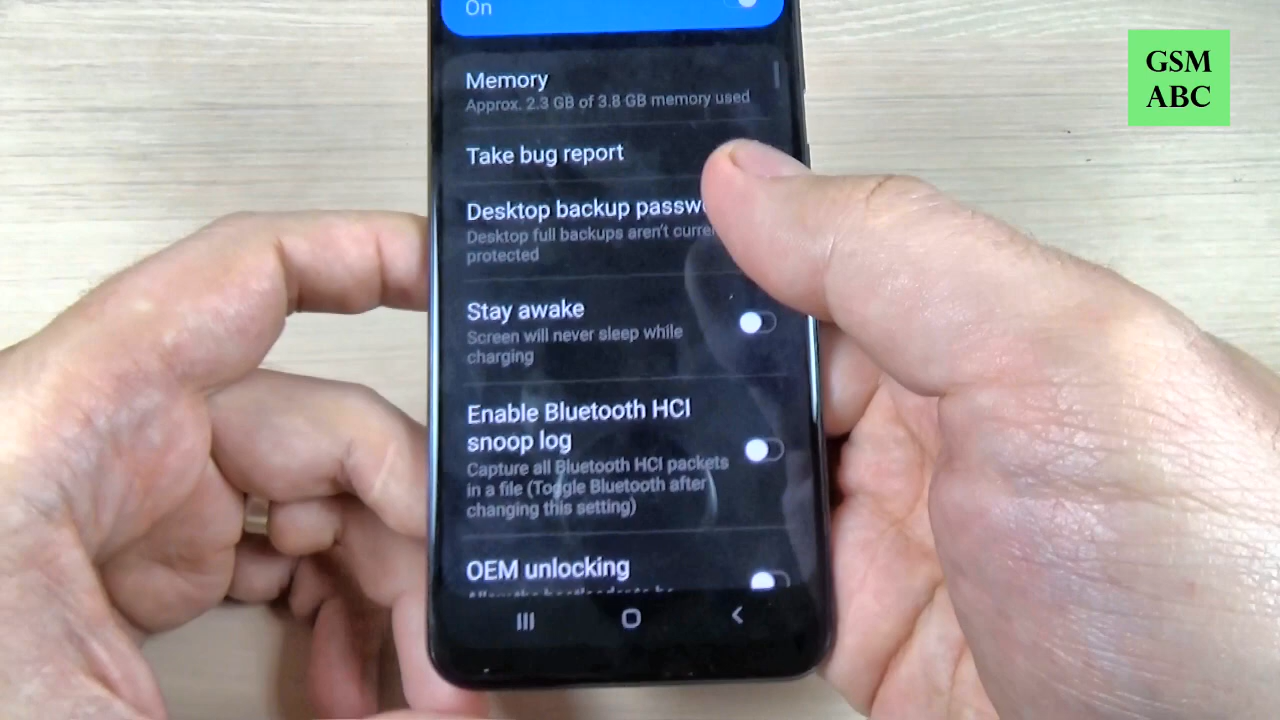 On
GSM
ABC
Memory
Approx. 2.3 GB of 3.8 GB memory used
Take bug report
Desktop backup
Desktop full backups aren't
protected
Stay awake
Screen will never sleep while
charging
Enable Bluetooth HCI
snoop log
Capture all Bluetooth HCI packets
in a file (Toggle Bluetooth after
changing this setting)
OEM unlocking